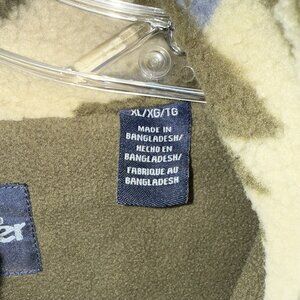 XL/XG/TG
MADE IN
BANGLADESH/
HECHO EN
BANGLADESH/
FABRIQUE AU
BANGLADESH